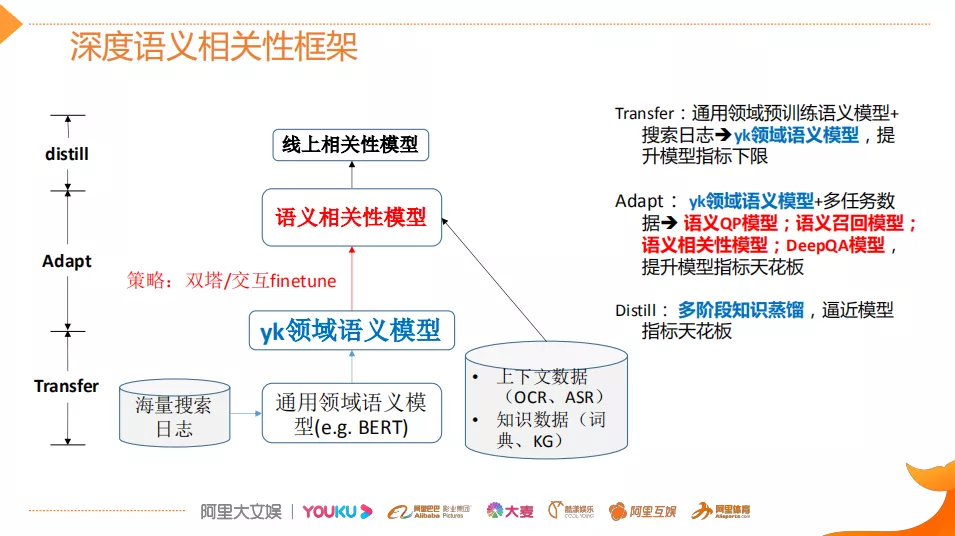 深度语义相关性框架
distill
Adapt
Transfer
线上相关性模型
语义相关性模型
策略：双塔/交互finetune
yk领域语义模型
海量搜索
日志
通用领域语义模
型(e.g. BERT)
• 上下文数据
（OCR、ASR）
• 知识数据（词
典、KG）
Transfer：通用领域预训练语义模型+
搜索日志➔yk领域语义模型，提
升模型指标下限
Adapt： yk领域语义模型+多任务数
据➔ 语义QP模型；语义召回模型；
语义相关性模型；DeepQA模型，
提升模型指标天花板
Distill： 多阶段知识蒸馏，逼近模型
指标天花板
阿里大文娱 | YOUKU 阿里巴巴 影业集团 Alibaba Pictures 大麦 酷漾娱乐 COOL YOUNG 阿里互娱 阿里体育 Alisports.com